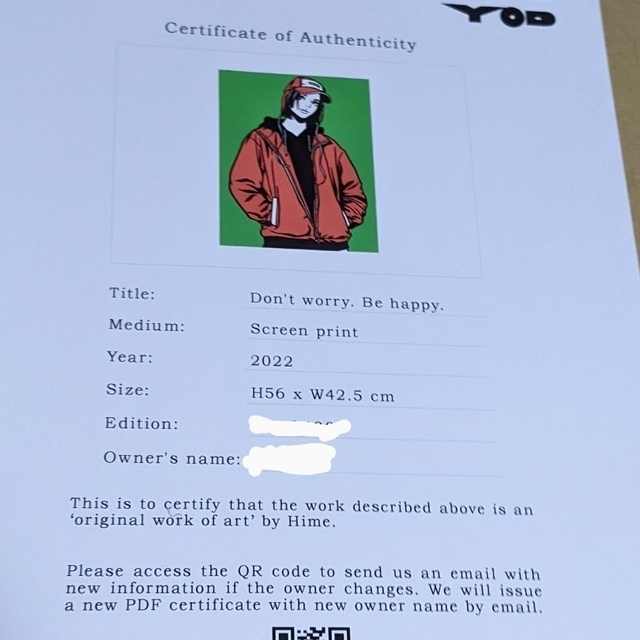 YOD
Certificate of Authenticity
Title: Don't worry. Be happy.
Medium: Screen print
Year: 2022
Size: H56 x W42.5 cm
Edition:
Owner's name:
This is to certify that the work described above is an
‘original work of art’ by Hime.
Please access the QR code to send us an email with
new information if the owner changes. We will issue
a new PDF certificate with new owner name by email.